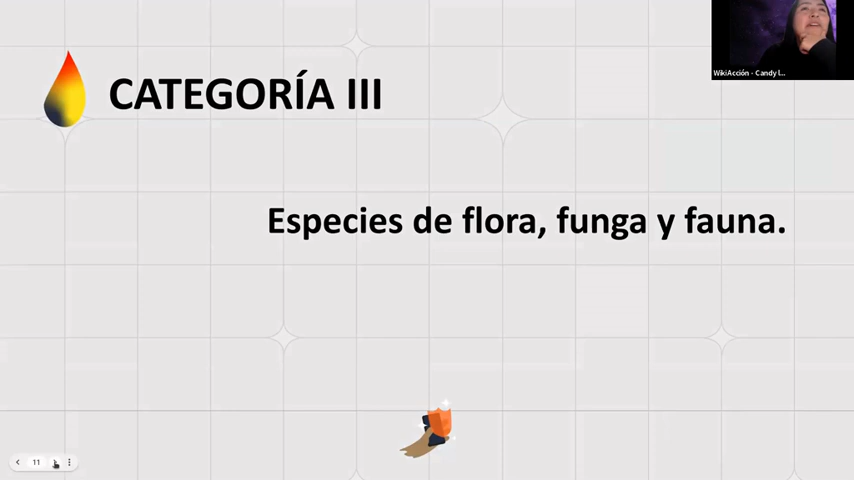 WikiAcción - Candy l...
CATEGORÍA III
Especies de flora, funga y fauna.
11